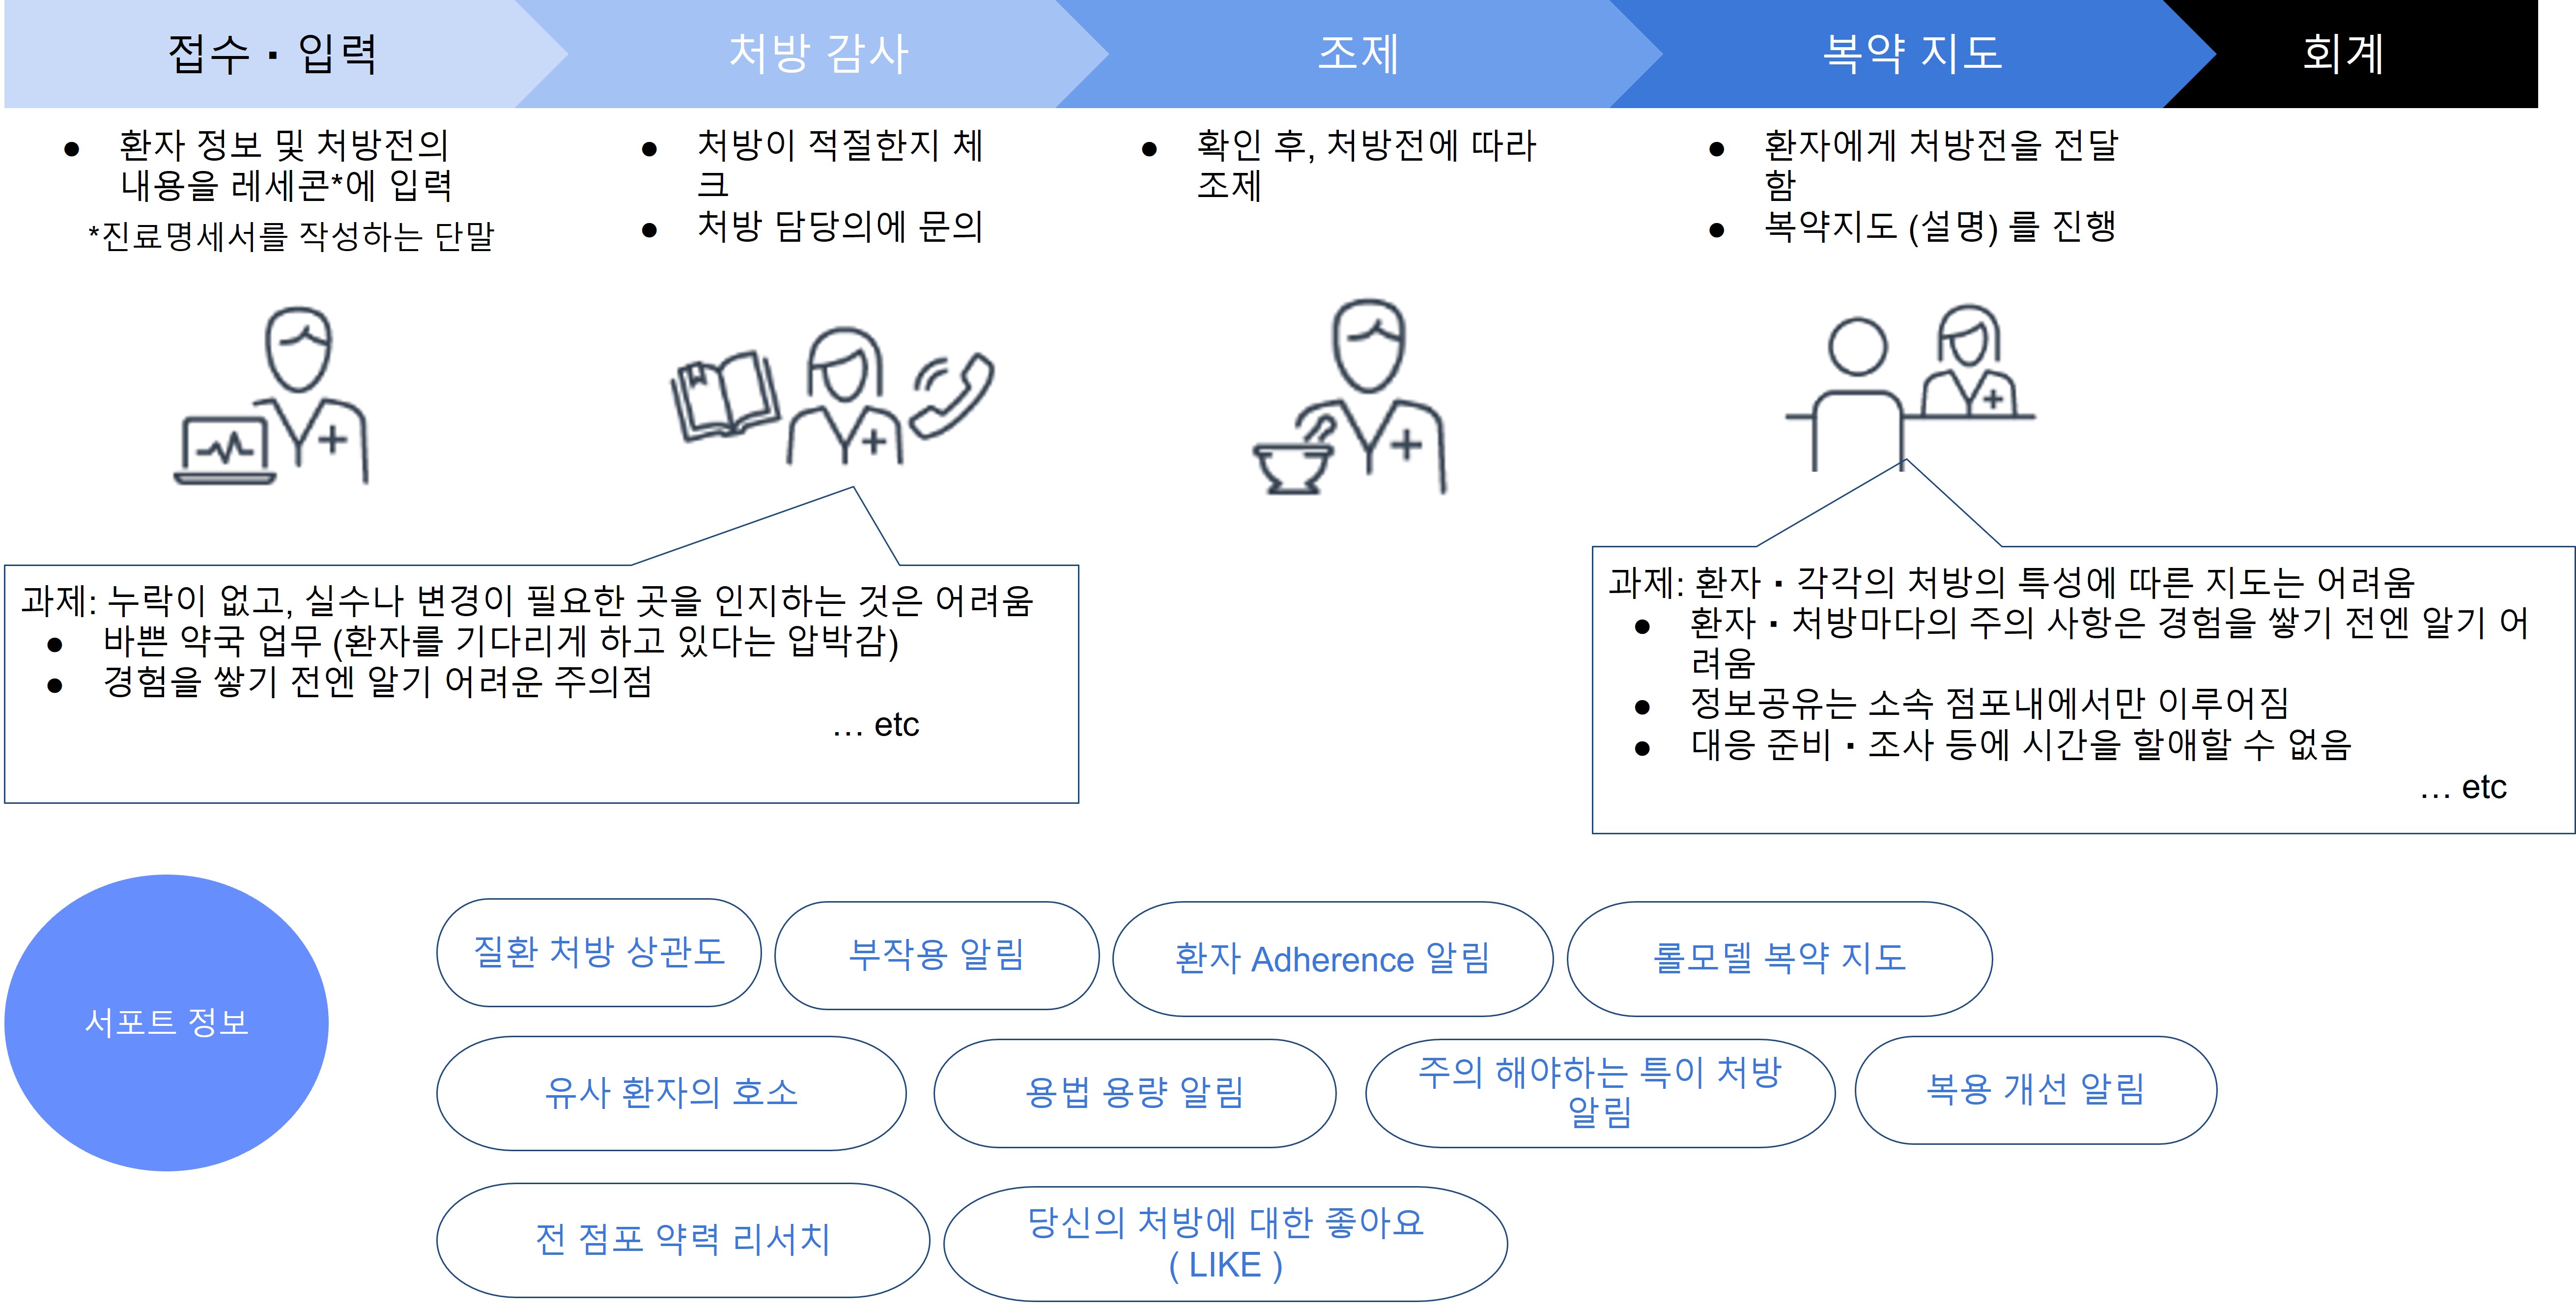 접수・입력
처방 감사
조제
복약 지도
회계
● 환자 정보 및 처방전의
내용을 레세콘*에 입력
*진료명세서를 작성하는 단말
● 처방이 적절한지 체
크
● 처방 담당의에 문의
● 확인 후, 처방전에 따라
조제
● 환자에게 처방전을 전달
함
● 복약지도 (설명) 를 진행
과제: 누락이 없고, 실수나 변경이 필요한 곳을 인지하는 것은 어려움
● 바쁜 약국 업무 (환자를 기다리게 하고 있다는 압박감)
● 경험을 쌓기 전엔 알기 어려운 주의점
… etc
과제: 환자・각각의 처방의 특성에 따른 지도는 어려움
● 환자・처방마다의 주의 사항은 경험을 쌓기 전엔 알기 어
려움
● 정보공유는 소속 점포내에서만 이루어짐
● 대응 준비・조사 등에 시간을 할애할 수 없음
… etc
서포트 정보
질환 처방 상관도
부작용 알림
환자 Adherence 알림
롤모델 복약 지도
유사 환자의 호소
용법 용량 알림
주의 해야하는 특이 처방
알림
복용 개선 알림
전 점포 약력 리서치
당신의 처방에 대한 좋아요
( LIKE )